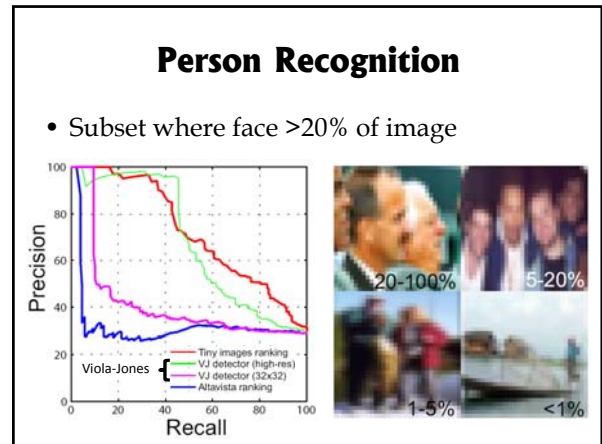 Person Recognition
• Subset where face >20% of image
100
80
60
40
20
0
Precision
0 20 40 60 80 100
Recall
Viola-Jones {
Tiny images ranking
VJ detector (high-res)
VJ detector (32x32)
Altavista ranking
20-100%
5-20%
1-5%
<1%